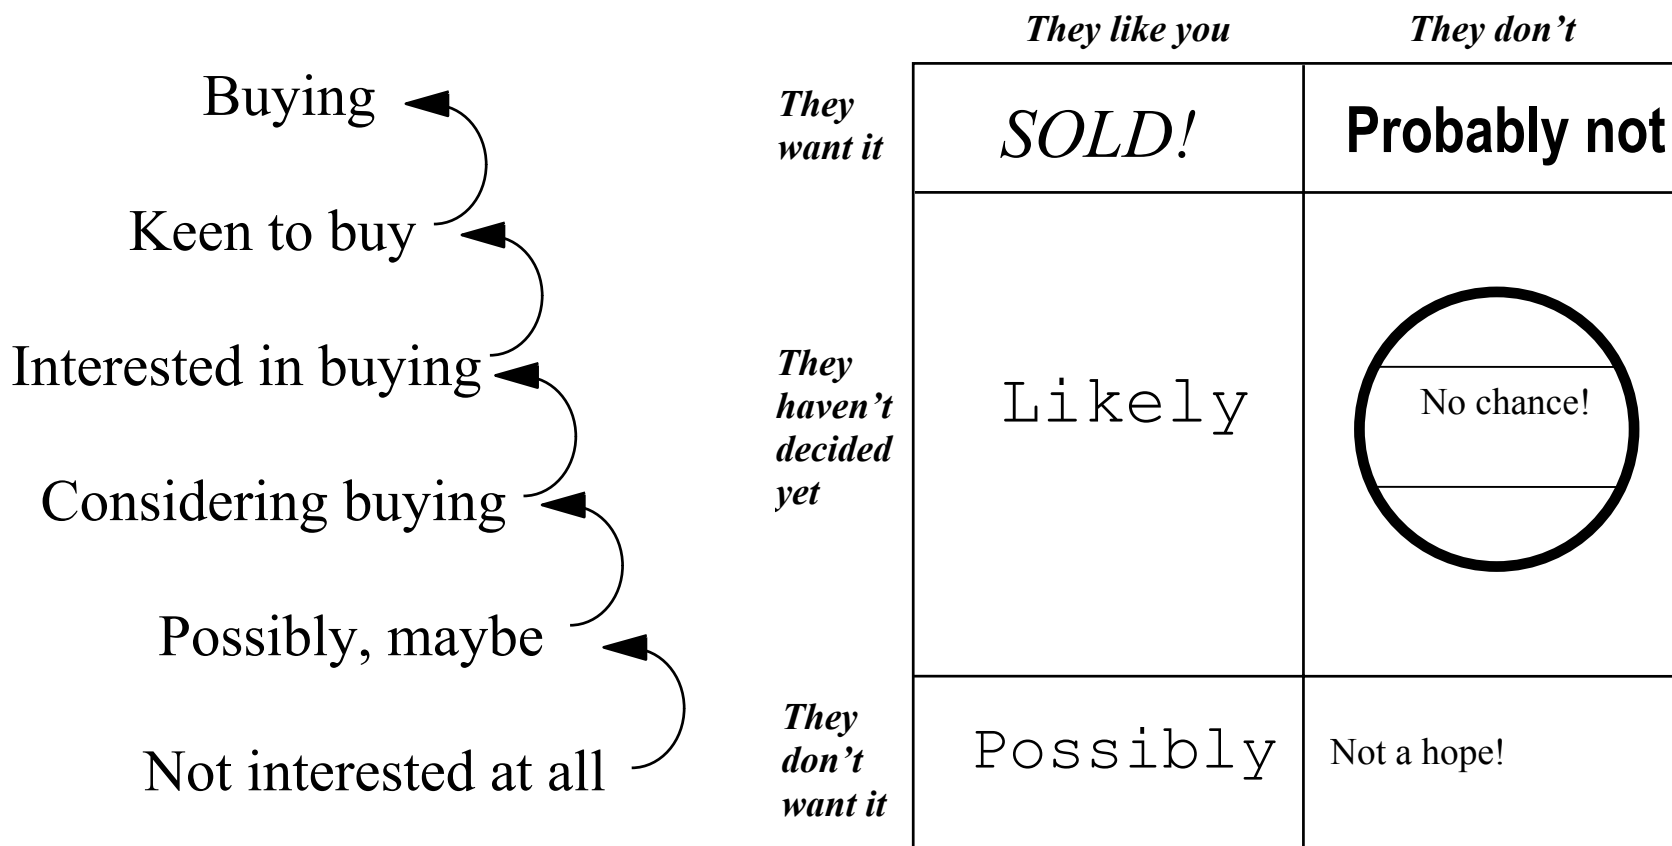 Buying
Keen to buy
Interested in buying
Considering buying
Possibly, maybe
Not interested at all
They like you
They don’t
They
want it
SOLD!
Probably not
They
haven’t
decided
yet
Likely
No chance!
They
don’t
want it
Possibly
Not a hope!